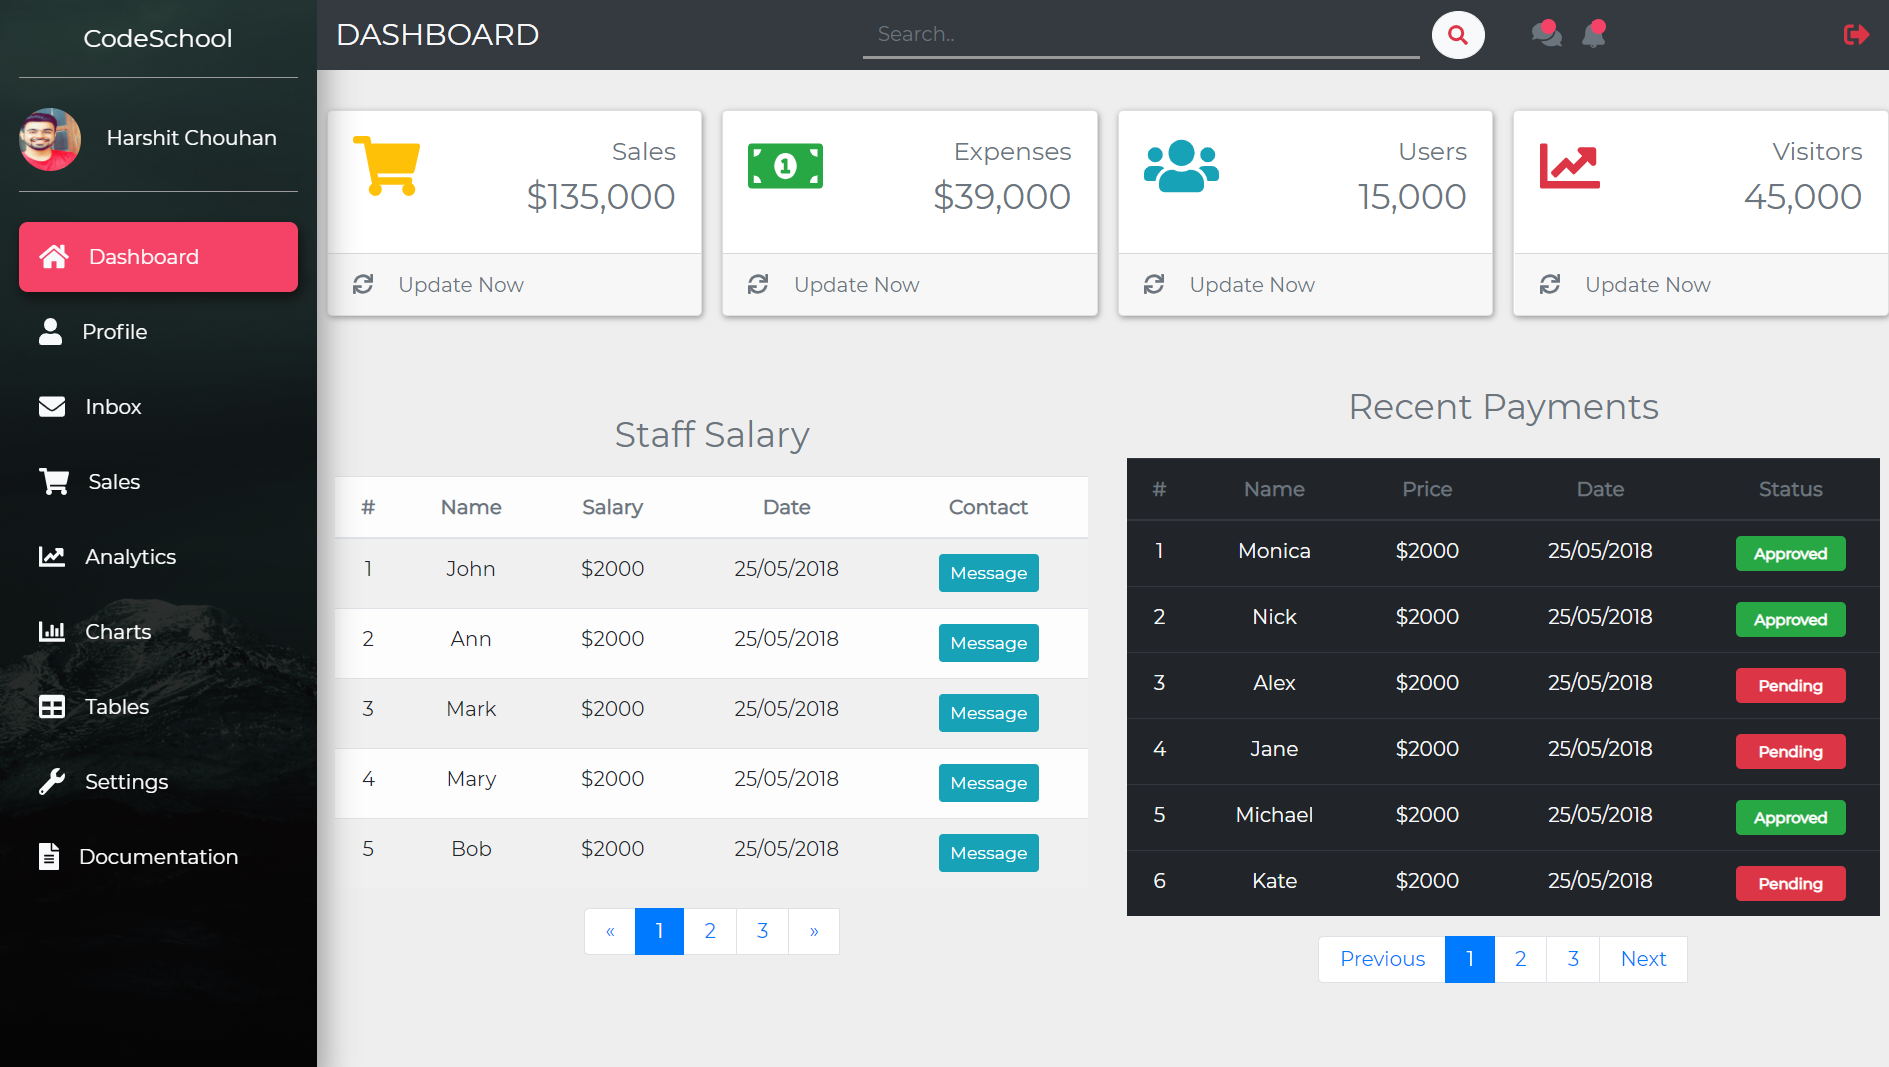 CodeSchool
Harshit Chouhan
Dashboard
Profile
Inbox
Sales
Analytics
Charts
Tables
Settings
Documentation
DASHBOARD
Search..
Sales
$135,000
Update Now
Expenses
$39,000
Update Now
Users
15,000
Update Now
Visitors
45,000
Update Now
Staff Salary
# Name Salary Date Contact
1 John $2000 25/05/2018 Message
2 Ann $2000 25/05/2018 Message
3 Mark $2000 25/05/2018 Message
4 Mary $2000 25/05/2018 Message
5 Bob $2000 25/05/2018 Message
« 1 2 3 »
Recent Payments
# Name Price Date Status
1 Monica $2000 25/05/2018 Approved
2 Nick $2000 25/05/2018 Approved
3 Alex $2000 25/05/2018 Pending
4 Jane $2000 25/05/2018 Pending
5 Michael $2000 25/05/2018 Approved
6 Kate $2000 25/05/2018 Pending
Previous 1 2 3 Next